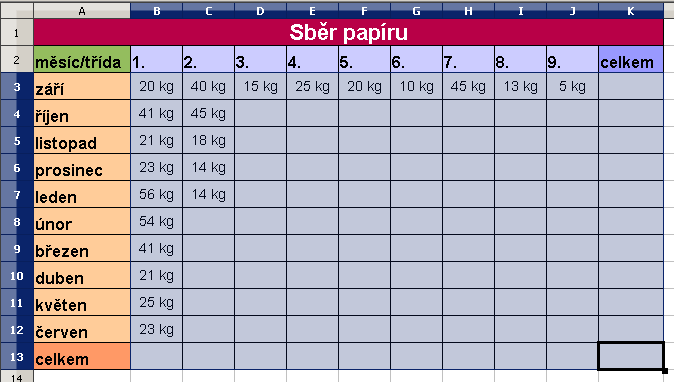 A B C D E F G H I J K
1 Sběr papíru
2 měsíc/třída 1. 2. 3. 4. 5. 6. 7. 8. 9. celkem
3 září 20 kg 40 kg 15 kg 25 kg 20 kg 10 kg 45 kg 13 kg 5 kg
4 říjen 41 kg 45 kg
5 listopad 21 kg 18 kg
6 prosinec 23 kg 14 kg
7 leden 56 kg 14 kg
8 únor 54 kg
9 březen 41 kg
10 duben 21 kg
11 květen 25 kg
12 červen 23 kg
13 celkem
14